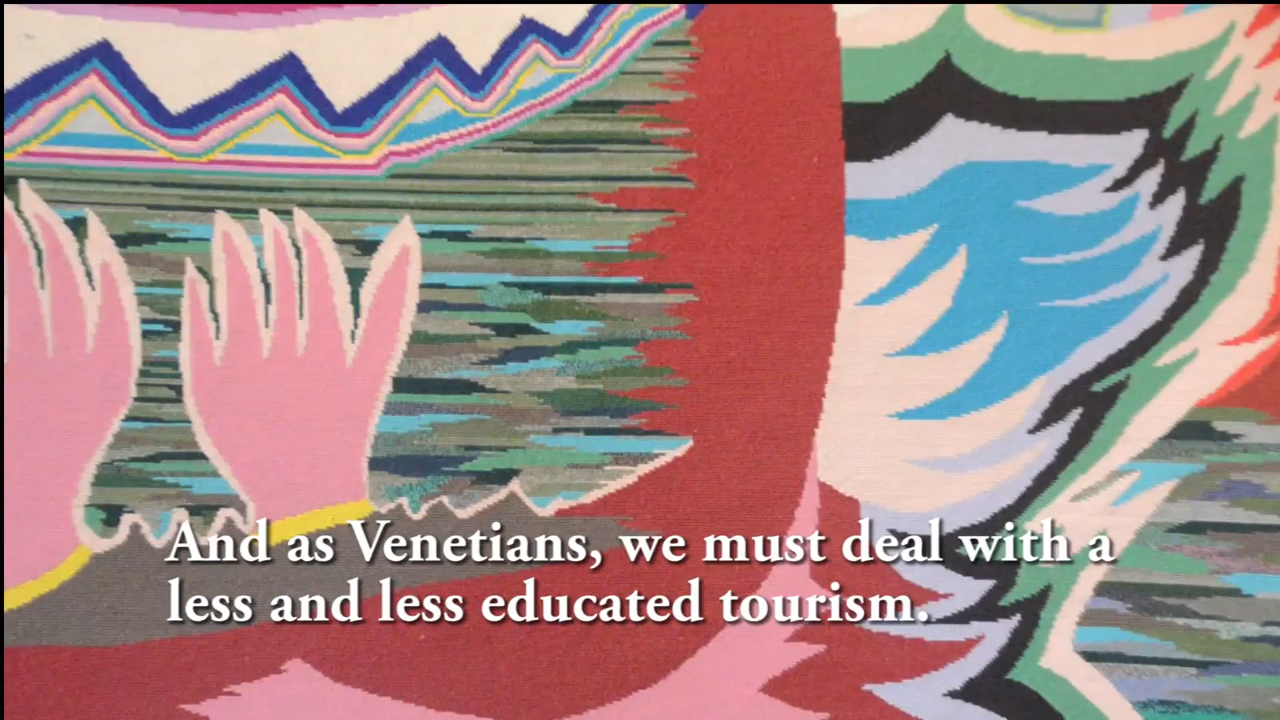 And as Venetians, we must deal with a
less and less educated tourism.